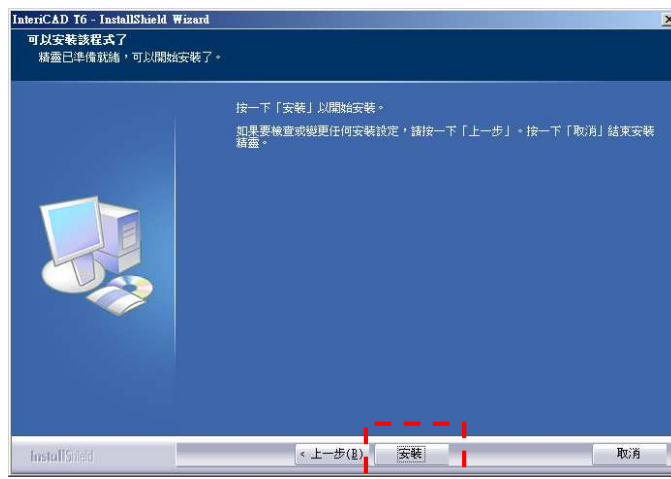 InteriCAD T6 - InstallShield Wizard
可以安裝該程式了
精靈已準備就緒,可以開始安裝了。
按一下「安裝」以開始安裝。
如果要檢查或變更任何安裝設定,請按一下「上一步」。按一下「取消」結束安裝
精靈。
InstallShield
< 上一步(B)
安裝
取消